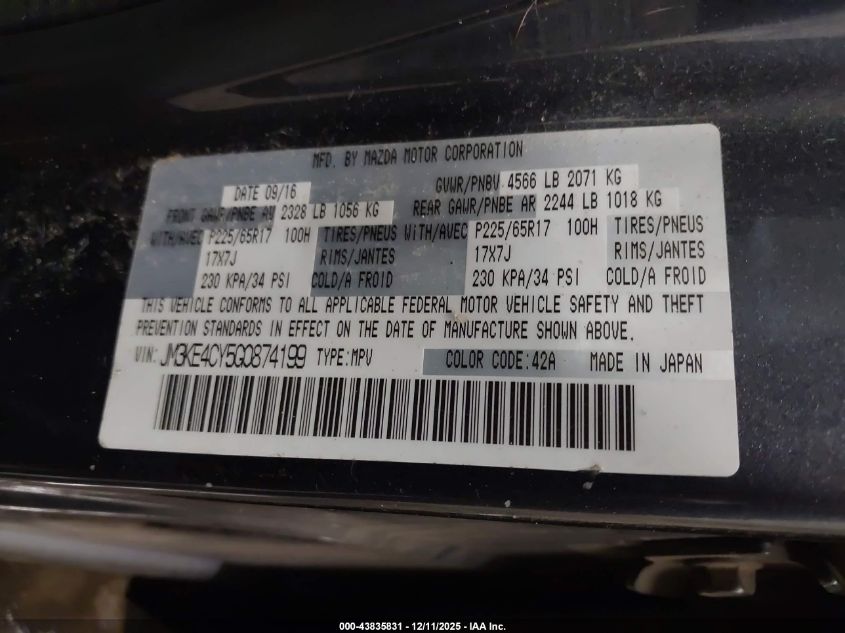 MFD. BY MAZDA MOTOR CORPORATION
DATE 09/16 GVWR/PNBV 4566 LB 2071 KG
FRONT GAWR/PNBE AV 2328 LB 1056 KG REAR GAWR/PNBE AR 2244 LB 1018 KG
WITH/AVEC P225/65R17 100H TIRES/PNEUS WITH/AVEC P225/65R17 100H TIRES/PNEUS
17X7J RIMS/JANTES 17X7J RIMS/JANTES
230 KPA/34 PSI COLD/A FROID 230 KPA/34 PSI COLD/A FROID
THIS VEHICLE CONFORMS TO ALL APPLICABLE FEDERAL MOTOR VEHICLE SAFETY AND THEFT
PREVENTION STANDARDS IN EFFECT ON THE DATE OF MANUFACTURE SHOWN ABOVE.
VIN: JM3KE4CY5G0874199 TYPE:MPV COLOR CODE:42A MADE IN JAPAN
000-43835831 - 12/11/2025 - IAA Inc.